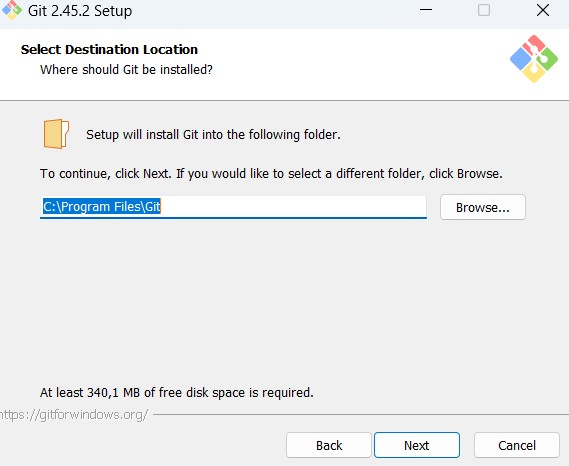 Git 2.45.2 Setup
Select Destination Location
Where should Git be installed?
Setup will install Git into the following folder.
To continue, click Next. If you would like to select a different folder, click Browse.
C:\Program Files\Git
Browse...
At least 340,1 MB of free disk space is required.
https://gitforwindows.org/
Back
Next
Cancel